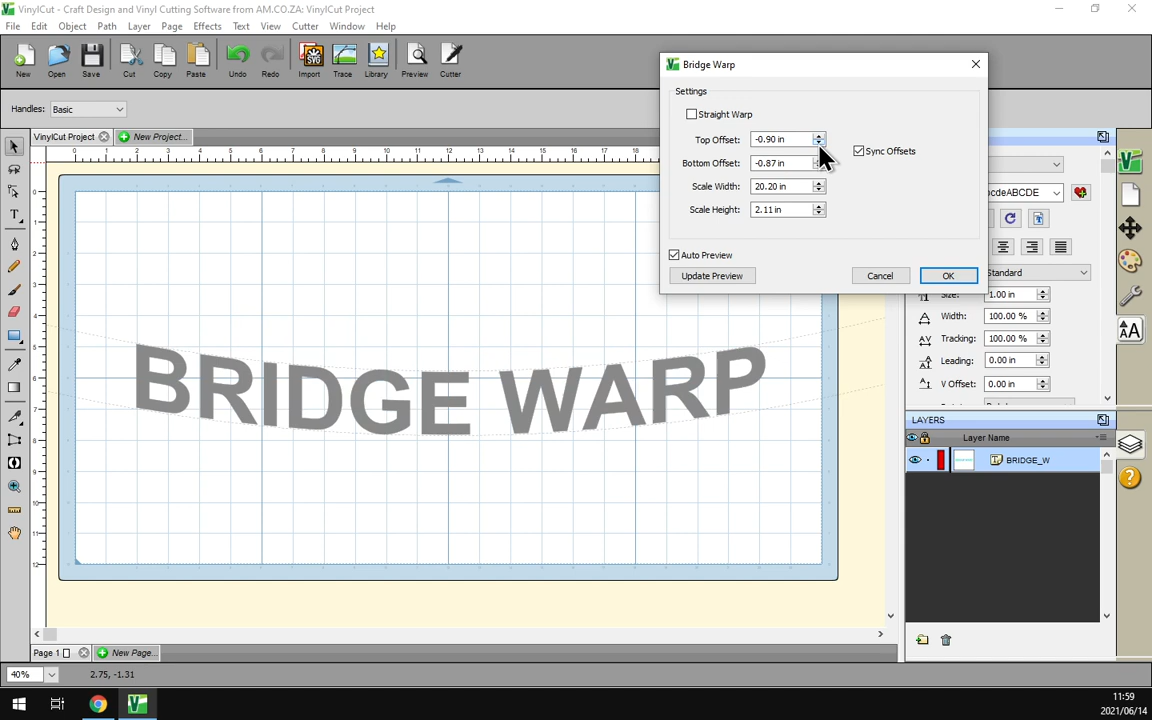 VinylCut - Craft Design and Vinyl Cutting Software from AM.CO.ZA: VinylCut Project
File Edit Object Path Layer Page Effects Text View Cutter Window Help
New Open Save Cut Copy Paste Undo Redo Import Trace Library Preview Cutter
Handles: Basic
VinylCut Project New Project...
Bridge Warp
Settings
Straight Warp
Top Offset: -0.90 in
Sync Offsets
Bottom Offset: -0.87 in
Scale Width: 20.20 in
Scale Height: 2.11 in
Auto Preview
Update Preview Cancel OK
bcdeABCDE
Standard
Size: 1.00 in
Width: 100.00 %
Tracking: 100.00 %
Leading: 0.00 in
V Offset: 0.00 in
BRIDGE WARP
LAYERS
Layer Name
BRIDGE_W
Page 1 New Page...
40% 2.75, -1.31
11:59
2021/06/14